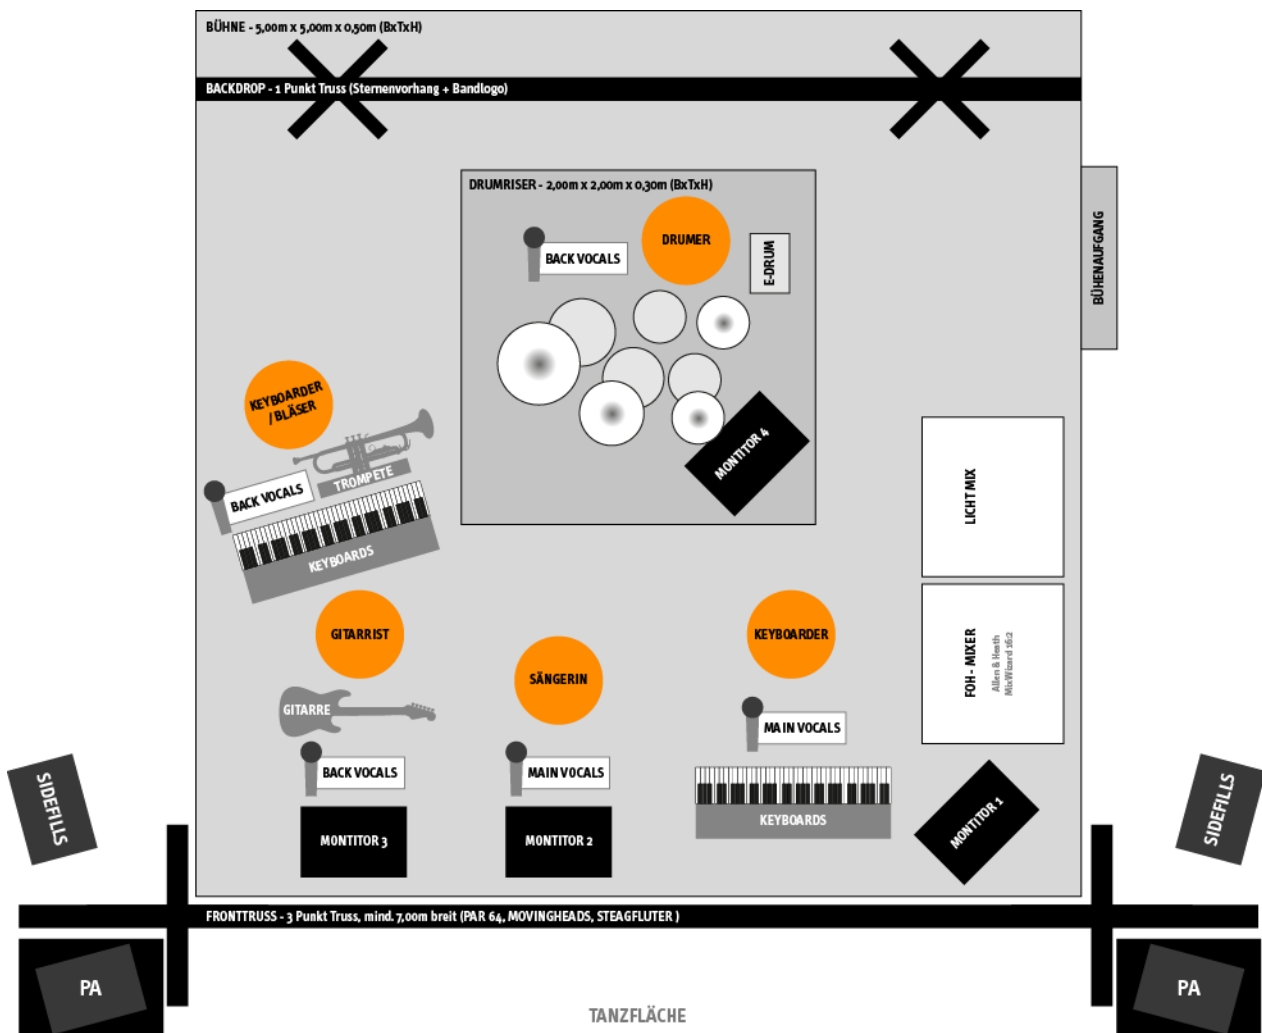 BÜHNE - 5,00m x 5,00m x 0,50m (BxTxH)
BACKDROP - 1 Punkt Truss (Sternenvorhang + Bandlogo)
DRUMRISER - 2,00m x 2,00m x 0,30m (BxTxH)
DRUMER
BACK VOCALS
E-DRUM
BÜHENAUFGANG
KEYBOARDER
/ BLÄSER
TROMPETE
BACK VOCALS
KEYBOARDS
MONTITOR 4
LICHT MIX
GITARRIST
SÄNGERIN
KEYBOARDER
FOH - MIXER
Allen & Heath
MixWizard 16:2
GITARRE
MAIN VOCALS
BACK VOCALS
MAIN VOCALS
KEYBOARDS
MONTITOR 3
MONTITOR 2
MONTITOR 1
SIDEFILLS
SIDEFILLS
FRONTTRUSS - 3 Punkt Truss, mind. 7,00m breit (PAR 64, MOVINGHEADS, STEAGFLUTER )
PA
PA
TANZFLÄCHE